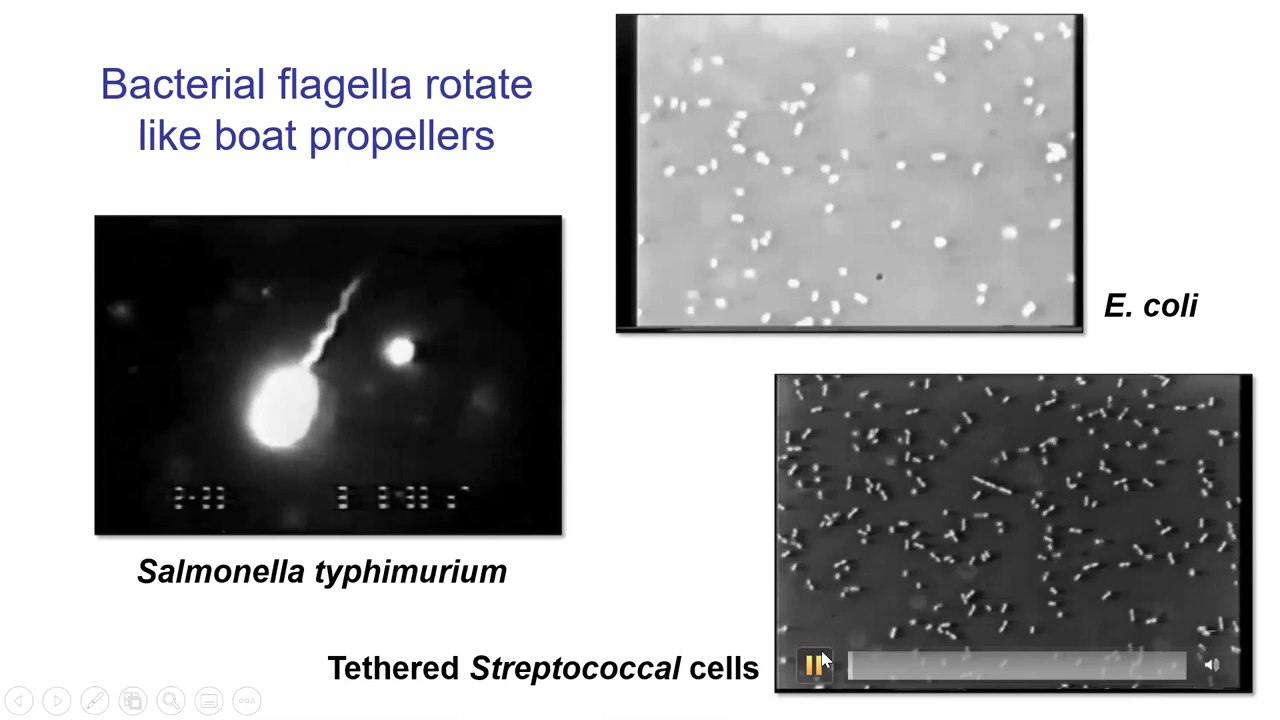 Bacterial flagella rotate
like boat propellers
E. coli
Salmonella typhimurium
Tethered Streptococcal cells